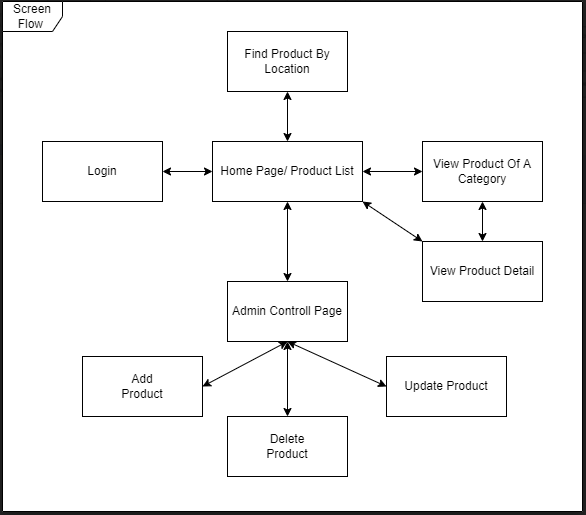 Screen
Flow
Find Product By
Location
Login
Home Page/ Product List
View Product Of A
Category
View Product Detail
Admin Controll Page
Add
Product
Update Product
Delete
Product